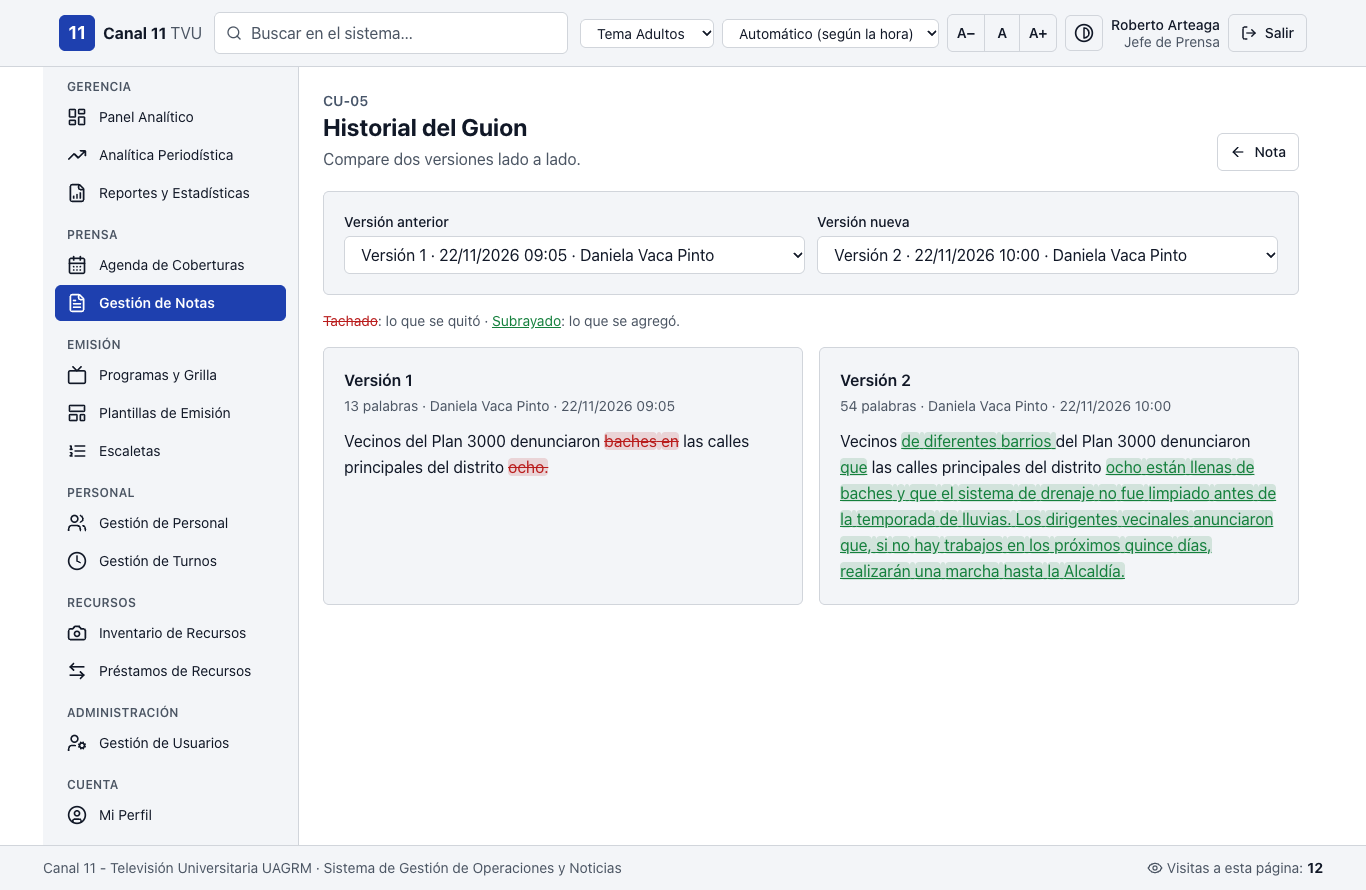 11 Canal 11 TVU
Buscar en el sistema...
Tema Adultos
Automático (según la hora)
A− A A+
Roberto Arteaga
Jefe de Prensa
Salir
GERENCIA
Panel Analítico
Analítica Periodística
Reportes y Estadísticas
PRENSA
Agenda de Coberturas
Gestión de Notas
EMISIÓN
Programas y Grilla
Plantillas de Emisión
Escaletas
PERSONAL
Gestión de Personal
Gestión de Turnos
RECURSOS
Inventario de Recursos
Préstamos de Recursos
ADMINISTRACIÓN
Gestión de Usuarios
CUENTA
Mi Perfil
CU-05
Historial del Guion
Compare dos versiones lado a lado.
Nota
Versión anterior
Versión 1 · 22/11/2026 09:05 · Daniela Vaca Pinto
Versión nueva
Versión 2 · 22/11/2026 10:00 · Daniela Vaca Pinto
Tachado: lo que se quitó · Subrayado: lo que se agregó.
Versión 1
13 palabras · Daniela Vaca Pinto · 22/11/2026 09:05
Vecinos del Plan 3000 denunciaron baches en las calles
principales del distrito ocho.
Versión 2
54 palabras · Daniela Vaca Pinto · 22/11/2026 10:00
Vecinos de diferentes barrios del Plan 3000 denunciaron
que las calles principales del distrito ocho están llenas de
baches y que el sistema de drenaje no fue limpiado antes de
la temporada de lluvias. Los dirigentes vecinales anunciaron
que, si no hay trabajos en los próximos quince días,
realizarán una marcha hasta la Alcaldía.
Canal 11 - Televisión Universitaria UAGRM · Sistema de Gestión de Operaciones y Noticias
Visitas a esta página: 12